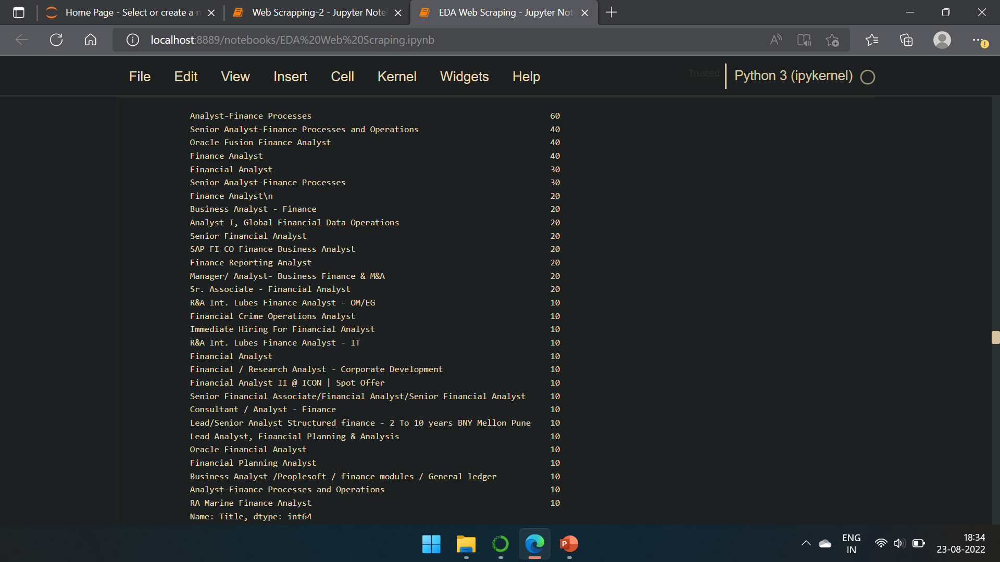 Home Page - Select or create a n
Web Scrapping-2 - Jupyter Note
EDA Web Scraping - Jupyter Not
localhost:8889/notebooks/EDA%20Web%20Scraping.ipynb
File Edit View Insert Cell Kernel Widgets Help
Trusted
Python 3 (ipykernel)
Analyst-Finance Processes 60
Senior Analyst-Finance Processes and Operations 40
Oracle Fusion Finance Analyst 40
Finance Analyst 40
Financial Analyst 30
Senior Analyst-Finance Processes 30
Finance Analyst\n 20
Business Analyst - Finance 20
Analyst I, Global Financial Data Operations 20
Senior Financial Analyst 20
SAP FI CO Finance Business Analyst 20
Finance Reporting Analyst 20
Manager/ Analyst- Business Finance & M&A 20
Sr. Associate - Financial Analyst 20
R&A Int. Lubes Finance Analyst - OM/EG 10
Financial Crime Operations Analyst 10
Immediate Hiring For Financial Analyst 10
R&A Int. Lubes Finance Analyst - IT 10
Financial Analyst 10
Financial / Research Analyst - Corporate Development 10
Financial Analyst II @ ICON | Spot Offer 10
Senior Financial Associate/Financial Analyst/Senior Financial Analyst 10
Consultant / Analyst - Finance 10
Lead/Senior Analyst Structured finance - 2 To 10 years BNY Mellon Pune 10
Lead Analyst, Financial Planning & Analysis 10
Oracle Financial Analyst 10
Financial Planning Analyst 10
Business Analyst /Peoplesoft / finance modules / General ledger 10
Analyst-Finance Processes and Operations 10
RA Marine Finance Analyst 10
Name: Title, dtype: int64
ENG
IN
18:34
23-08-2022